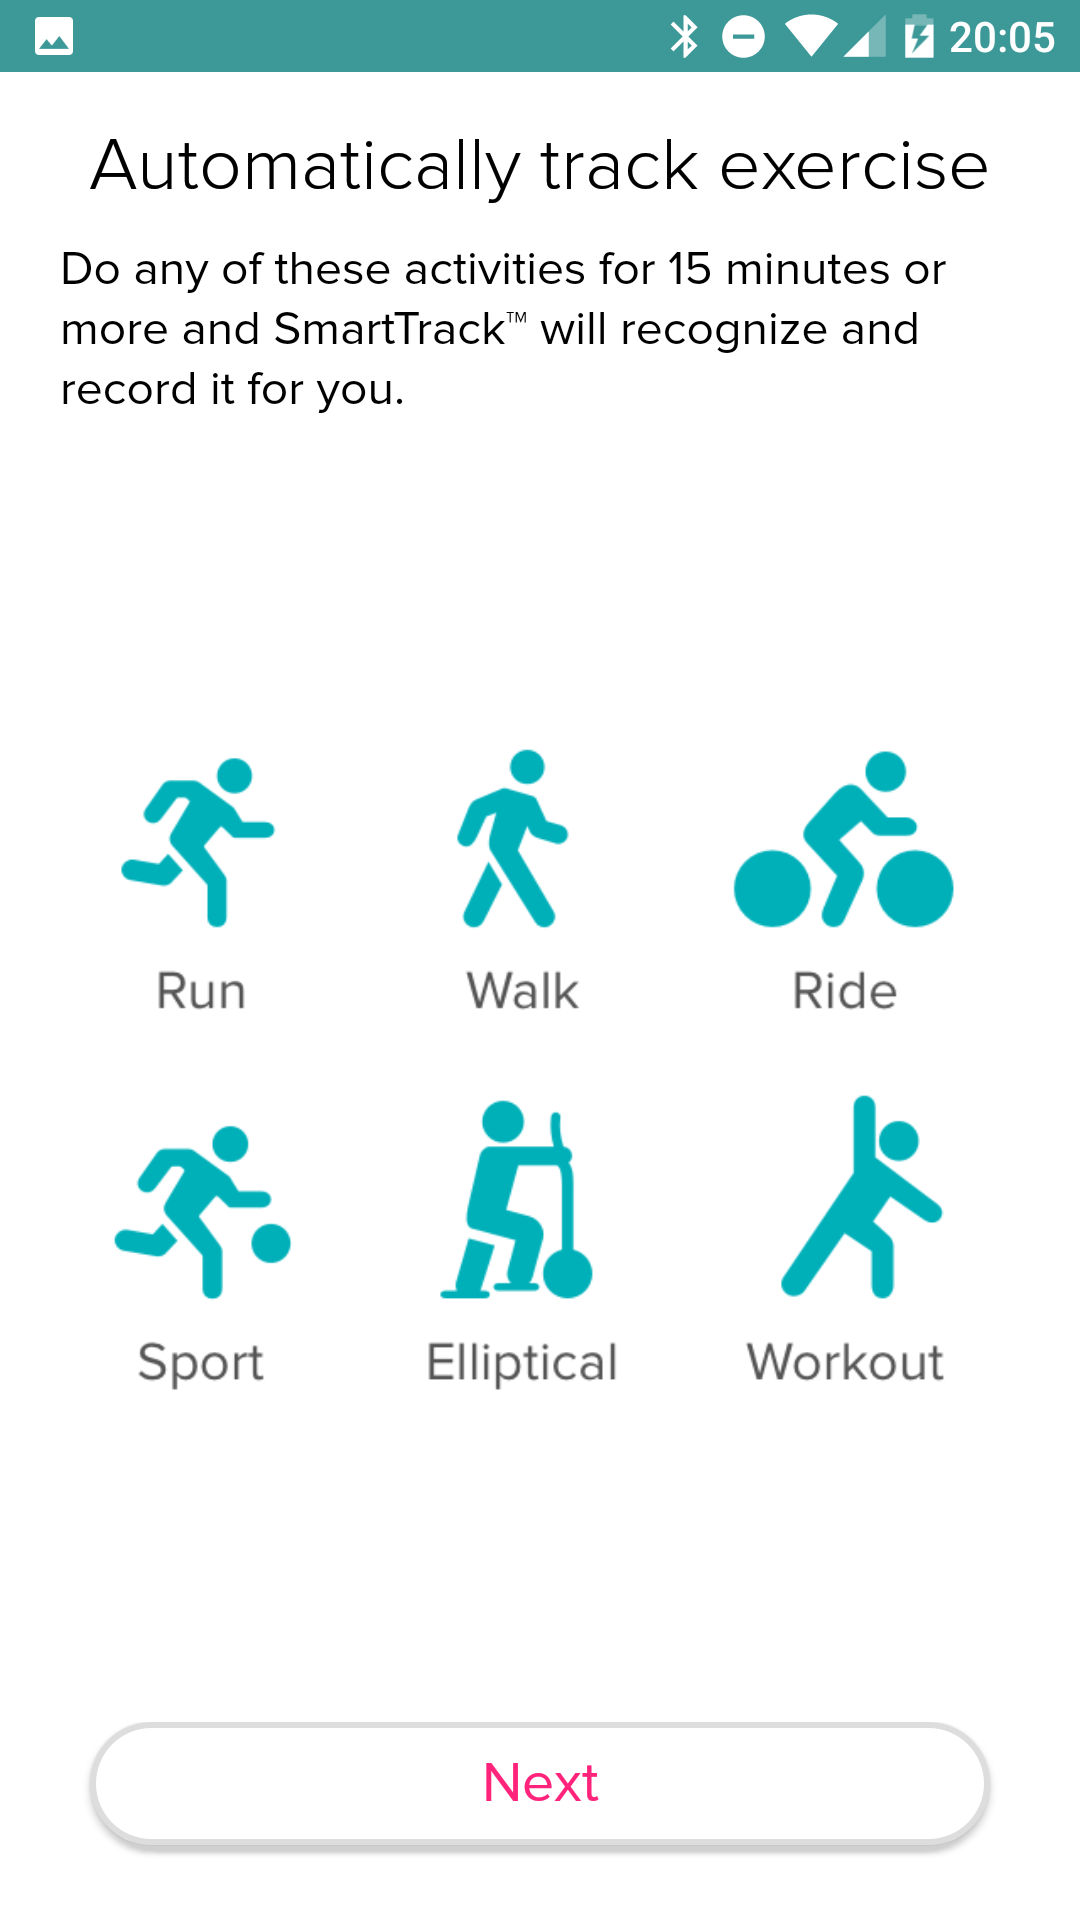 20:05
Automatically track exercise
Do any of these activities for 15 minutes or
more and SmartTrack™ will recognize and
record it for you.
Run Walk Ride
Sport Elliptical Workout
Next